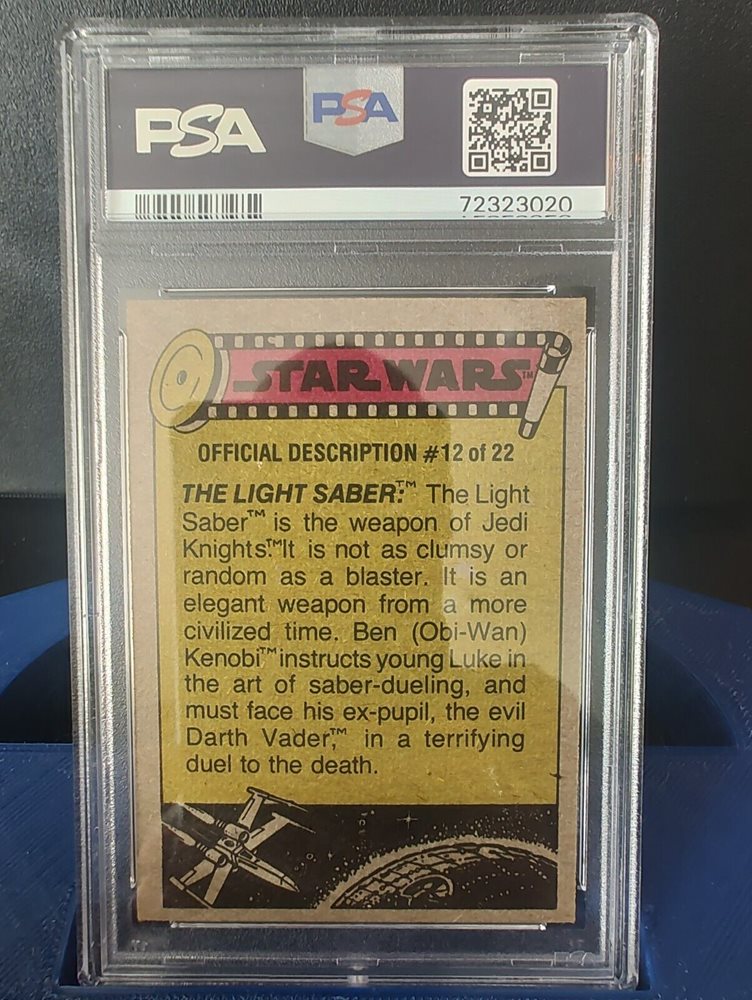 PSA PSA
72323020
STAR WARS™
OFFICIAL DESCRIPTION #12 of 22
THE LIGHT SABER:™ The Light
Saber™ is the weapon of Jedi
Knights.™It is not as clumsy or
random as a blaster. It is an
elegant weapon from a more
civilized time. Ben (Obi-Wan)
Kenobi™ instructs young Luke in
the art of saber-dueling, and
must face his ex-pupil, the evil
Darth Vader,™ in a terrifying
duel to the death.